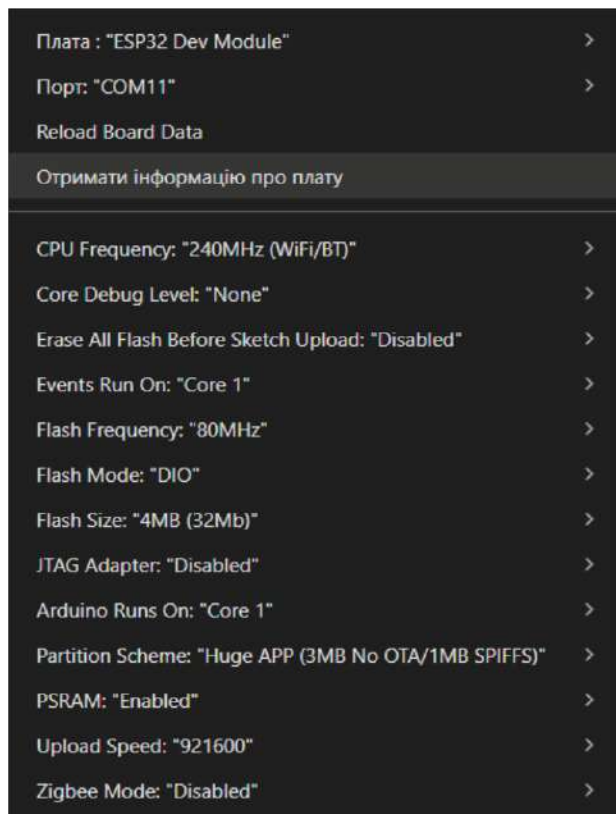 Плата : "ESP32 Dev Module"
Порт: "COM11"
Reload Board Data
Отримати інформацію про плату
CPU Frequency: "240MHz (WiFi/BT)"
Core Debug Level: "None"
Erase All Flash Before Sketch Upload: "Disabled"
Events Run On: "Core 1"
Flash Frequency: "80MHz"
Flash Mode: "DIO"
Flash Size: "4MB (32Mb)"
JTAG Adapter: "Disabled"
Arduino Runs On: "Core 1"
Partition Scheme: "Huge APP (3MB No OTA/1MB SPIFFS)"
PSRAM: "Enabled"
Upload Speed: "921600"
Zigbee Mode: "Disabled"